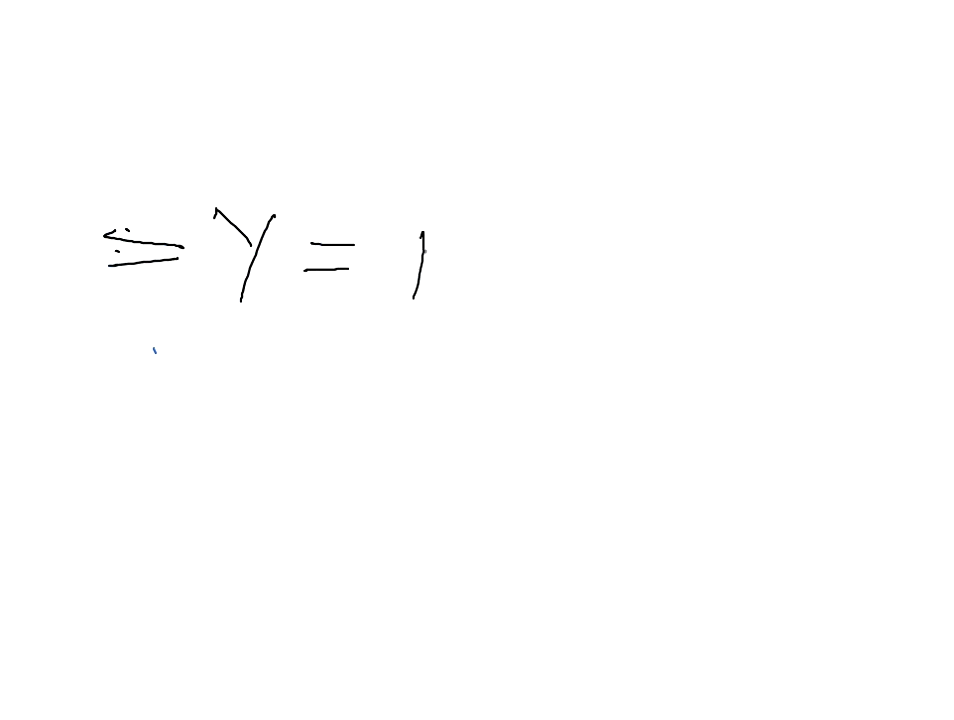 ⇒ Y = 1